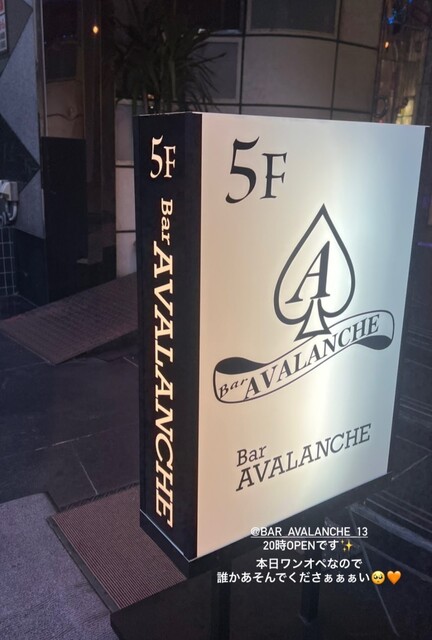 5F
Bar AVALANCHE
5F
A
Bar AVALANCHE
Bar
AVALANCHE
@BAR_AVALANCHE_13
20時OPENです✨
本日ワンオペなので
誰かあそんでくださぁぁぁい🥺🧡